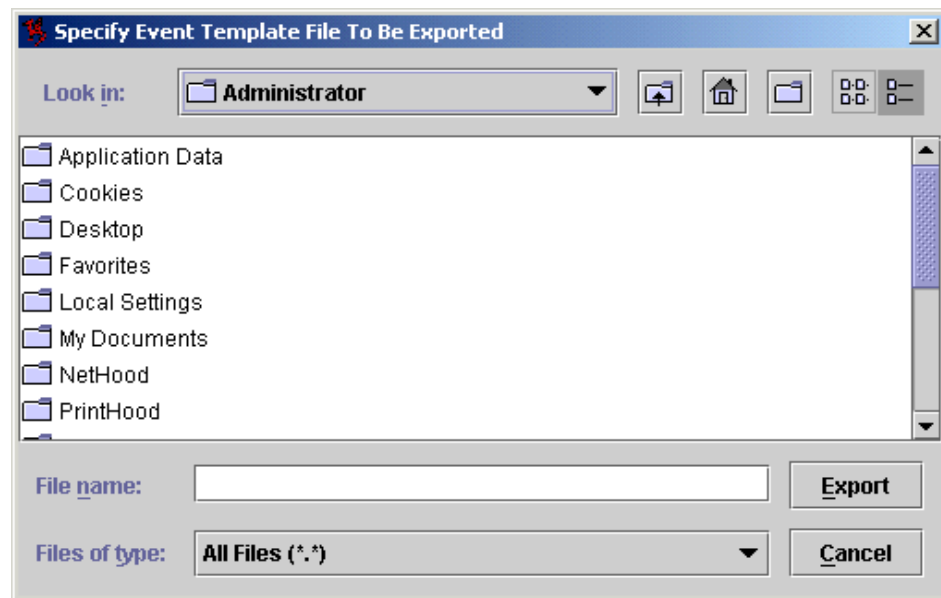 Specify Event Template File To Be Exported
Look in: Administrator
Application Data
Cookies
Desktop
Favorites
Local Settings
My Documents
NetHood
PrintHood
File name: Export
Files of type: All Files (*.*) Cancel